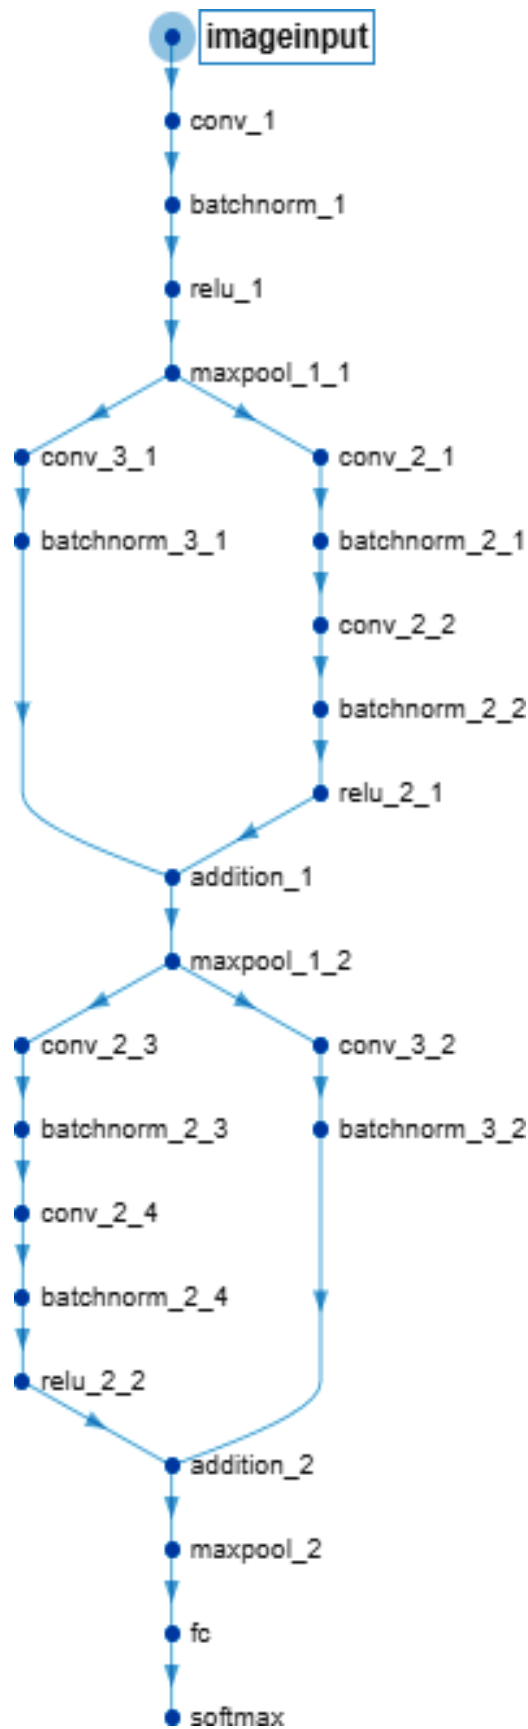 imageinput
conv_1
batchnorm_1
relu_1
maxpool_1_1
conv_3_1
conv_2_1
batchnorm_3_1
batchnorm_2_1
conv_2_2
batchnorm_2_2
relu_2_1
addition_1
maxpool_1_2
conv_2_3
conv_3_2
batchnorm_2_3
batchnorm_3_2
conv_2_4
batchnorm_2_4
relu_2_2
addition_2
maxpool_2
fc
softmax